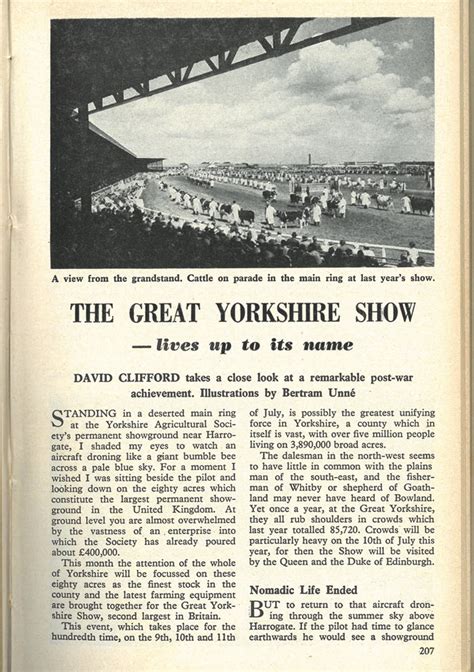 A view from the grandstand. Cattle on parade in the main ring at last year's show.
THE GREAT YORKSHIRE SHOW
—lives up to its name
DAVID CLIFFORD takes a close look at a remarkable post-war
achievement. Illustrations by Bertram Unné
STANDING in a deserted main ring
at the Yorkshire Agricultural Soci-
ety's permanent showground near Harro-
gate, I shaded my eyes to watch an
aircraft droning like a giant bumble bee
across a pale blue sky. For a moment I
wished I was sitting beside the pilot and
looking down on the eighty acres which
constitute the largest permanent show-
ground in the United Kingdom. At
ground level you are almost overwhelmed
by the vastness of an enterprise into
which the Society has already poured
about £400,000.
This month the attention of the whole
of Yorkshire will be focussed on these
eighty acres as the finest stock in the
county and the latest farming equipment
are brought together for the Great York-
shire Show, second largest in Britain.
This event, which takes place for the
hundredth time, on the 9th, 10th and 11th
of July, is possibly the greatest unifying
force in Yorkshire, a county which in
itself is vast, with over five million people
living on 3,890,000 broad acres.
The dalesman in the north-west seems
to have little in common with the plains
man of the south-east, and the fisher-
man of Whitby or shepherd of Goath-
land may never have heard of Bowland.
Yet once a year, at the Great Yorkshire,
they all rub shoulders in crowds which
last year totalled 85,720. Crowds will be
particularly heavy on the 10th of July this
year, for then the Show will be visited
by the Queen and the Duke of Edinburgh.
Nomadic Life Ended
BUT to return to that aircraft dron-
ing through the summer sky above
Harrogate. If the pilot had time to glance
earthwards he would see a showground
207